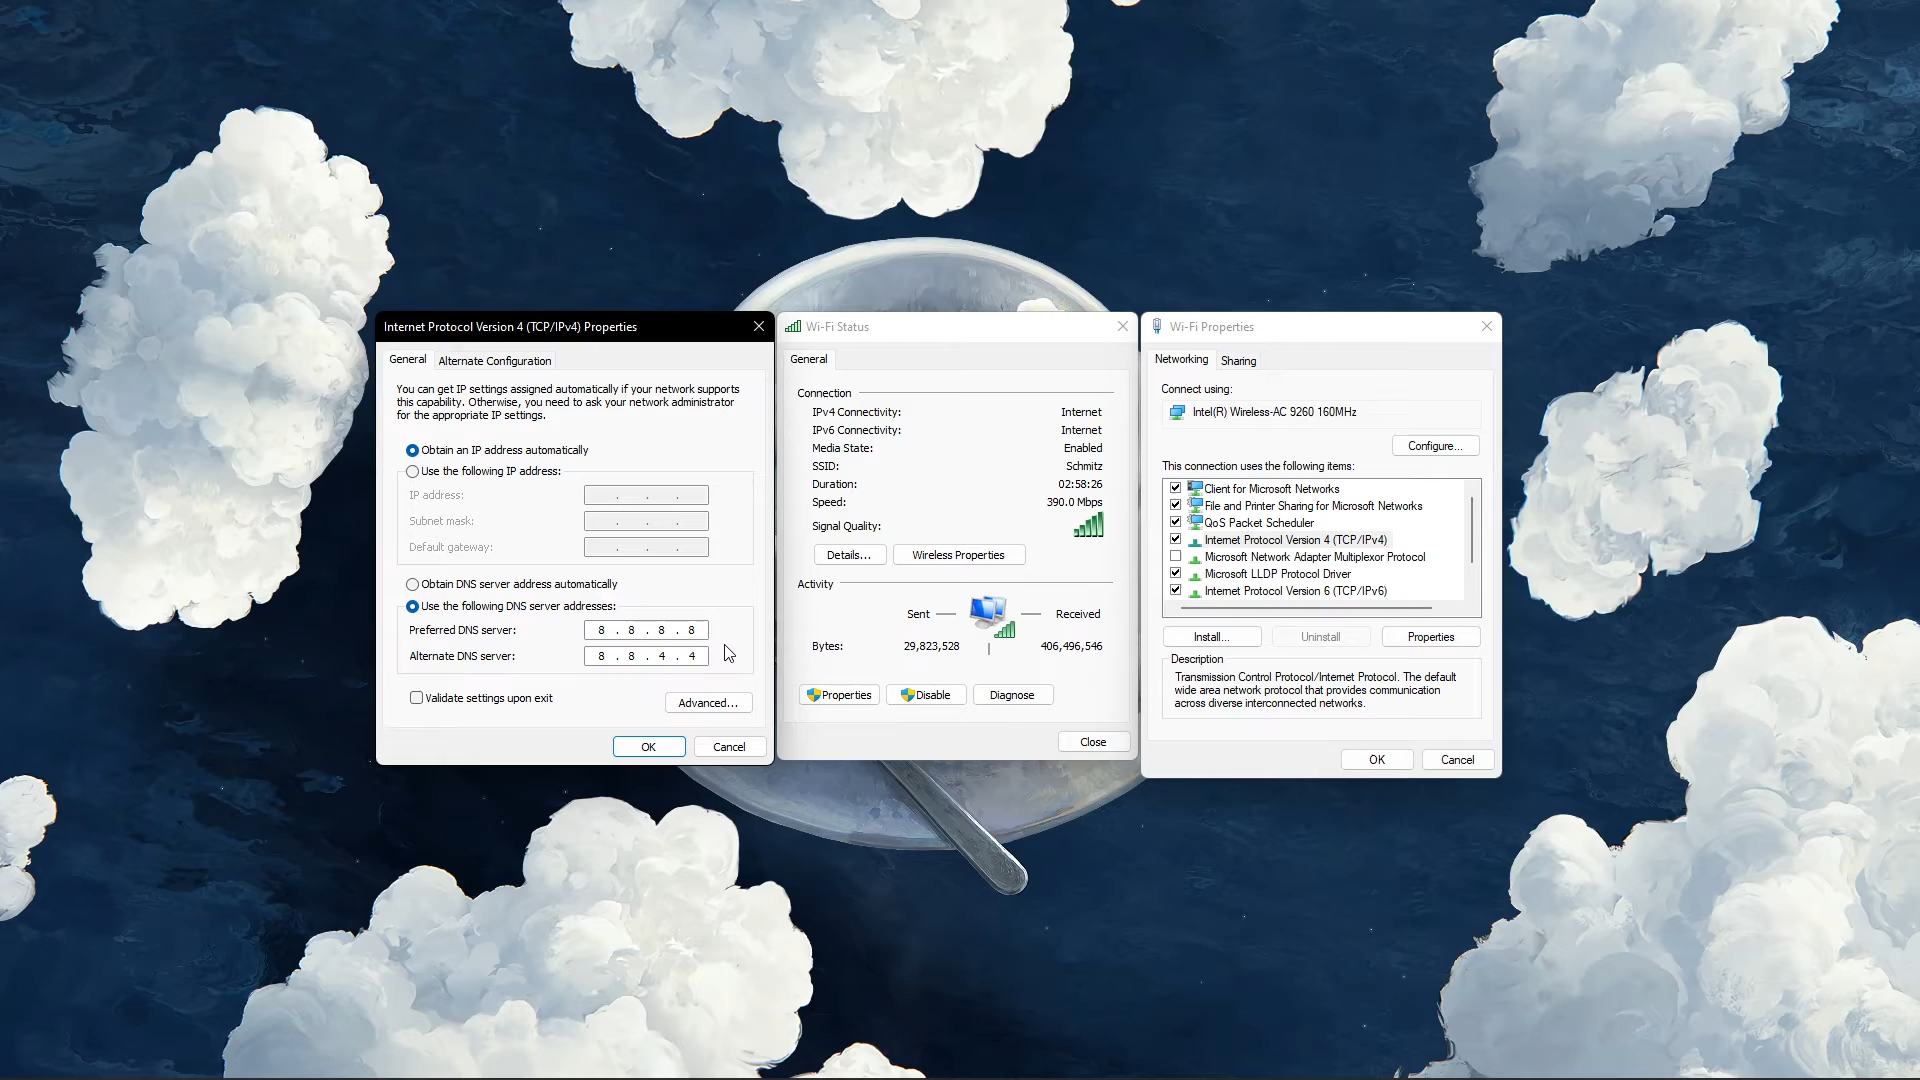 Internet Protocol Version 4 (TCP/IPv4) Properties
General
Alternate Configuration
You can get IP settings assigned automatically if your network supports
this capability. Otherwise, you need to ask your network administrator
for the appropriate IP settings.
Obtain an IP address automatically
Use the following IP address:
IP address:
. . .
Subnet mask:
. . .
Default gateway:
. . .
Obtain DNS server address automatically
Use the following DNS server addresses:
Preferred DNS server:
8 . 8 . 8 . 8
Alternate DNS server:
8 . 8 . 4 . 4
Validate settings upon exit
Advanced...
OK
Cancel
Wi-Fi Status
General
Connection
IPv4 Connectivity:
Internet
IPv6 Connectivity:
Internet
Media State:
Enabled
SSID:
Schmitz
Duration:
02:58:26
Speed:
390.0 Mbps
Signal Quality:
Details...
Wireless Properties
Activity
Sent
Received
Bytes:
29,823,528
406,496,546
Properties
Disable
Diagnose
Close
Wi-Fi Properties
Networking
Sharing
Connect using:
Intel(R) Wireless-AC 9260 160MHz
Configure...
This connection uses the following items:
Client for Microsoft Networks
File and Printer Sharing for Microsoft Networks
QoS Packet Scheduler
Internet Protocol Version 4 (TCP/IPv4)
Microsoft Network Adapter Multiplexor Protocol
Microsoft LLDP Protocol Driver
Internet Protocol Version 6 (TCP/IPv6)
Install...
Uninstall
Properties
Description
Transmission Control Protocol/Internet Protocol. The default
wide area network protocol that provides communication
across diverse interconnected networks.
OK
Cancel